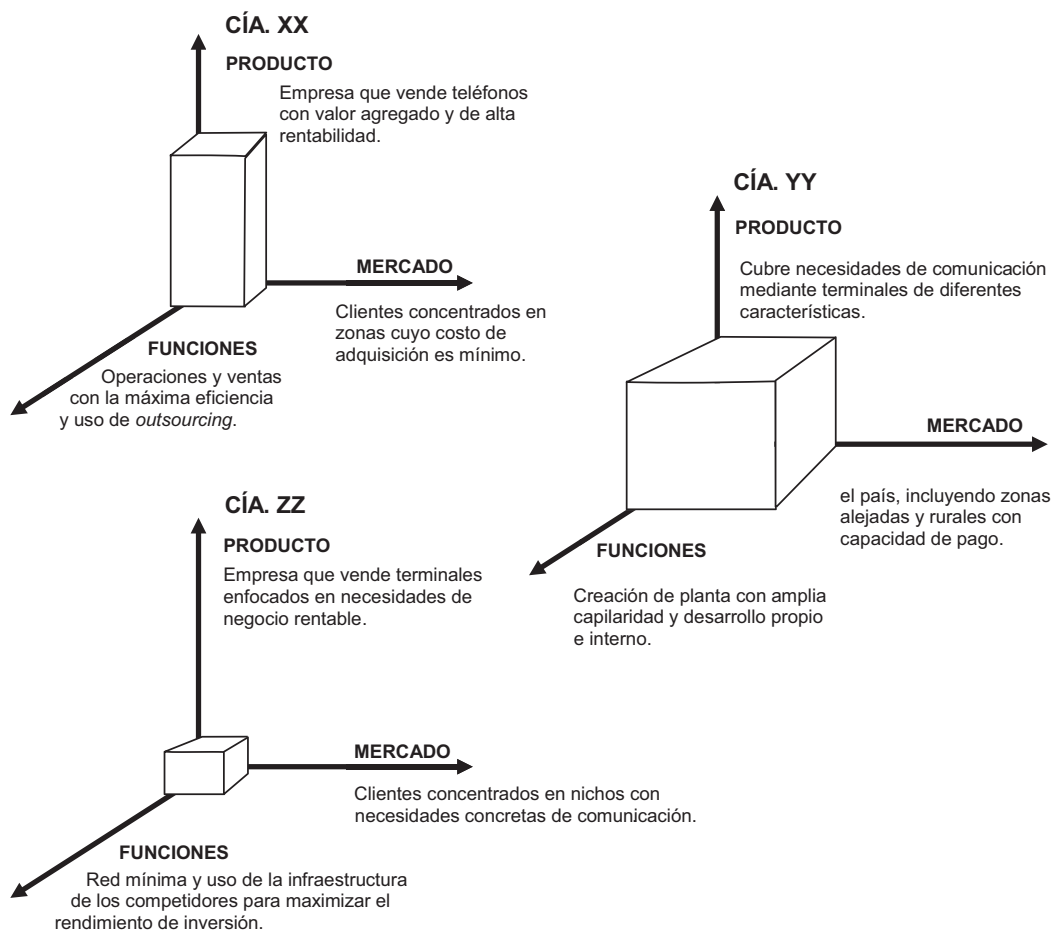 CÍA. XX
PRODUCTO
Empresa que vende teléfonos
con valor agregado y de alta
rentabilidad.
MERCADO
Clientes concentrados en
zonas cuyo costo de
adquisición es mínimo.
FUNCIONES
Operaciones y ventas
con la máxima eficiencia
y uso de outsourcing.
CÍA. YY
PRODUCTO
Cubre necesidades de comunicación
mediante terminales de diferentes
características.
MERCADO
el país, incluyendo zonas
alejadas y rurales con
capacidad de pago.
FUNCIONES
Creación de planta con amplia
capilaridad y desarrollo propio
e interno.
CÍA. ZZ
PRODUCTO
Empresa que vende terminales
enfocados en necesidades de
negocio rentable.
MERCADO
Clientes concentrados en nichos con
necesidades concretas de comunicación.
FUNCIONES
Red mínima y uso de la infraestructura
de los competidores para maximizar el
rendimiento de inversión.